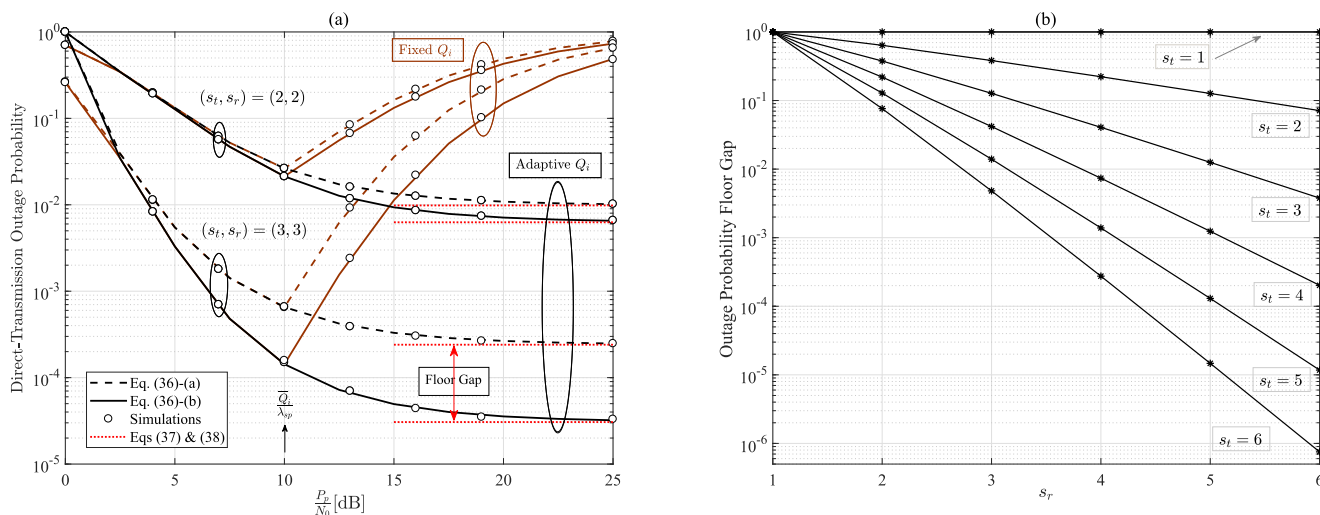 (a)
Direct-Transmission Outage Probability
10^0
10^-1
10^-2
10^-3
10^-4
10^-5
0
5
10
15
20
25
P_p/N_0 [dB]
Fixed Q_i
(s_t, s_r) = (2, 2)
Adaptive Q_i
(s_t, s_r) = (3, 3)
Floor Gap
Q̅_i/λ_sp
Eq. (36)-(a)
Eq. (36)-(b)
Simulations
Eqs (37) & (38)
(b)
Outage Probability Floor Gap
10^0
10^-1
10^-2
10^-3
10^-4
10^-5
10^-6
1
2
3
4
5
6
s_r
s_t = 1
s_t = 2
s_t = 3
s_t = 4
s_t = 5
s_t = 6